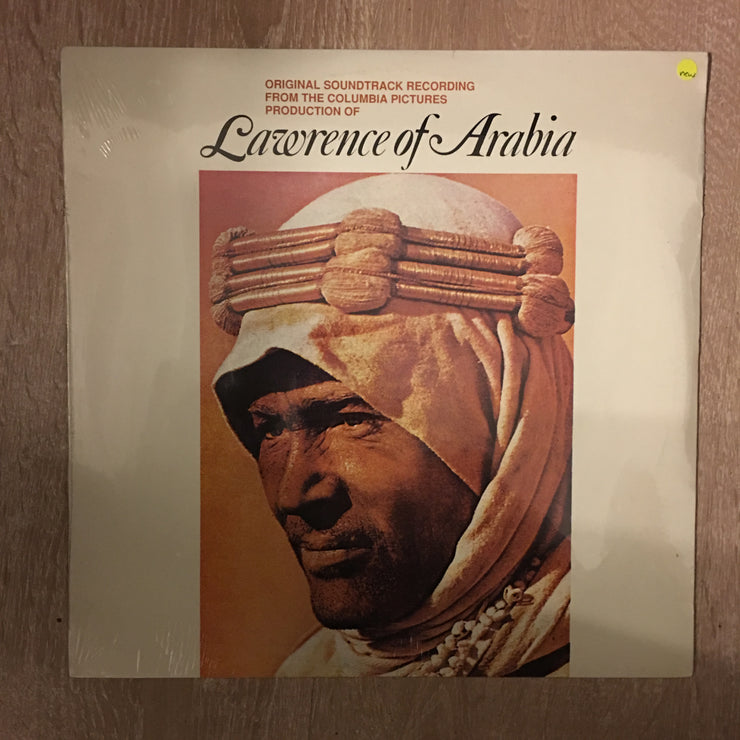 ORIGINAL SOUNDTRACK RECORDING
FROM THE COLUMBIA PICTURES
PRODUCTION OF
Lawrence of Arabia
new